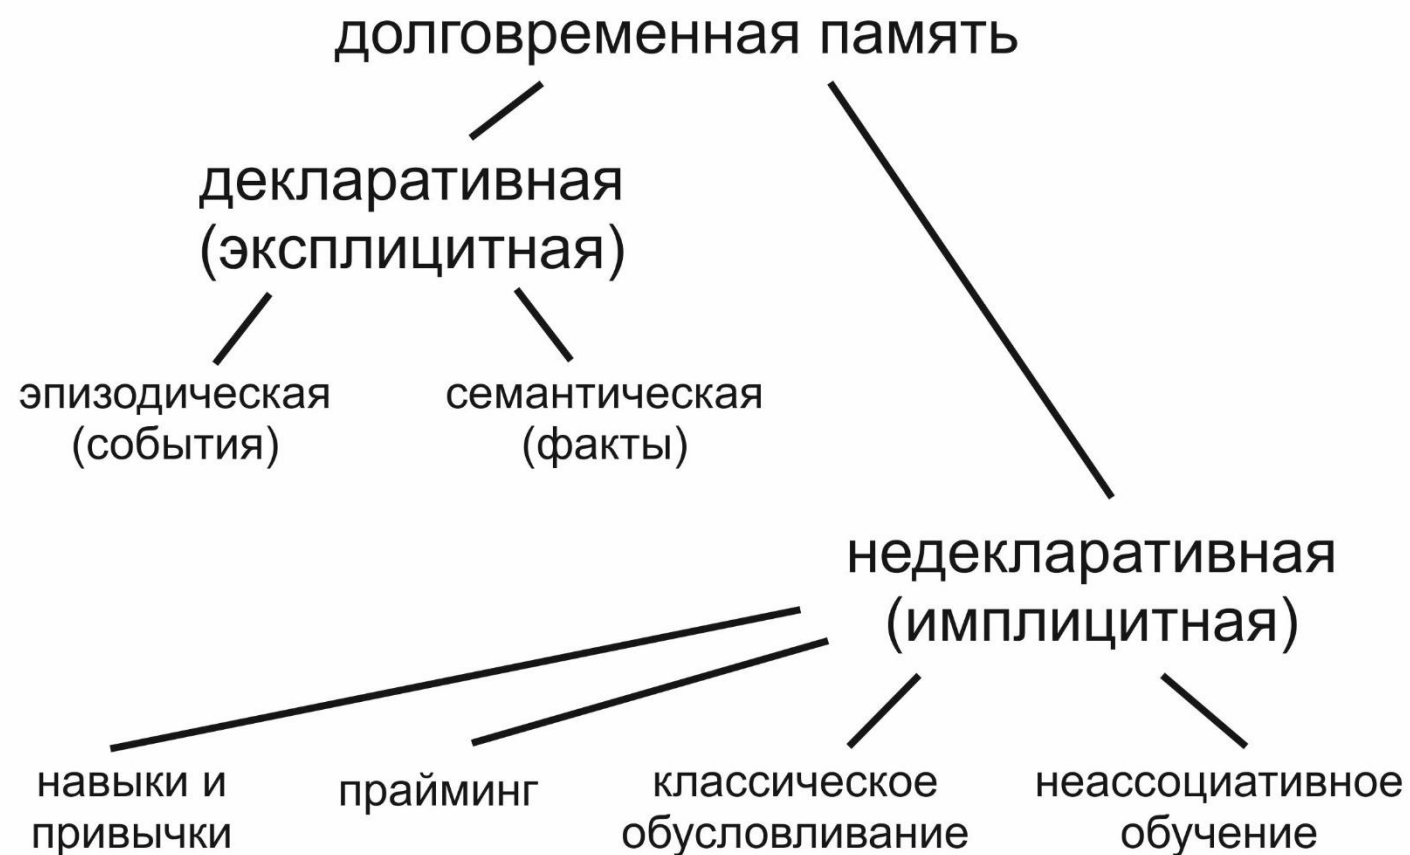 долговременная память
декларативная
(эксплицитная)
эпизодическая
(события)
семантическая
(факты)
недекларативная
(имплицитная)
навыки и
привычки
прайминг
классическое
обусловливание
неассоциативное
обучение